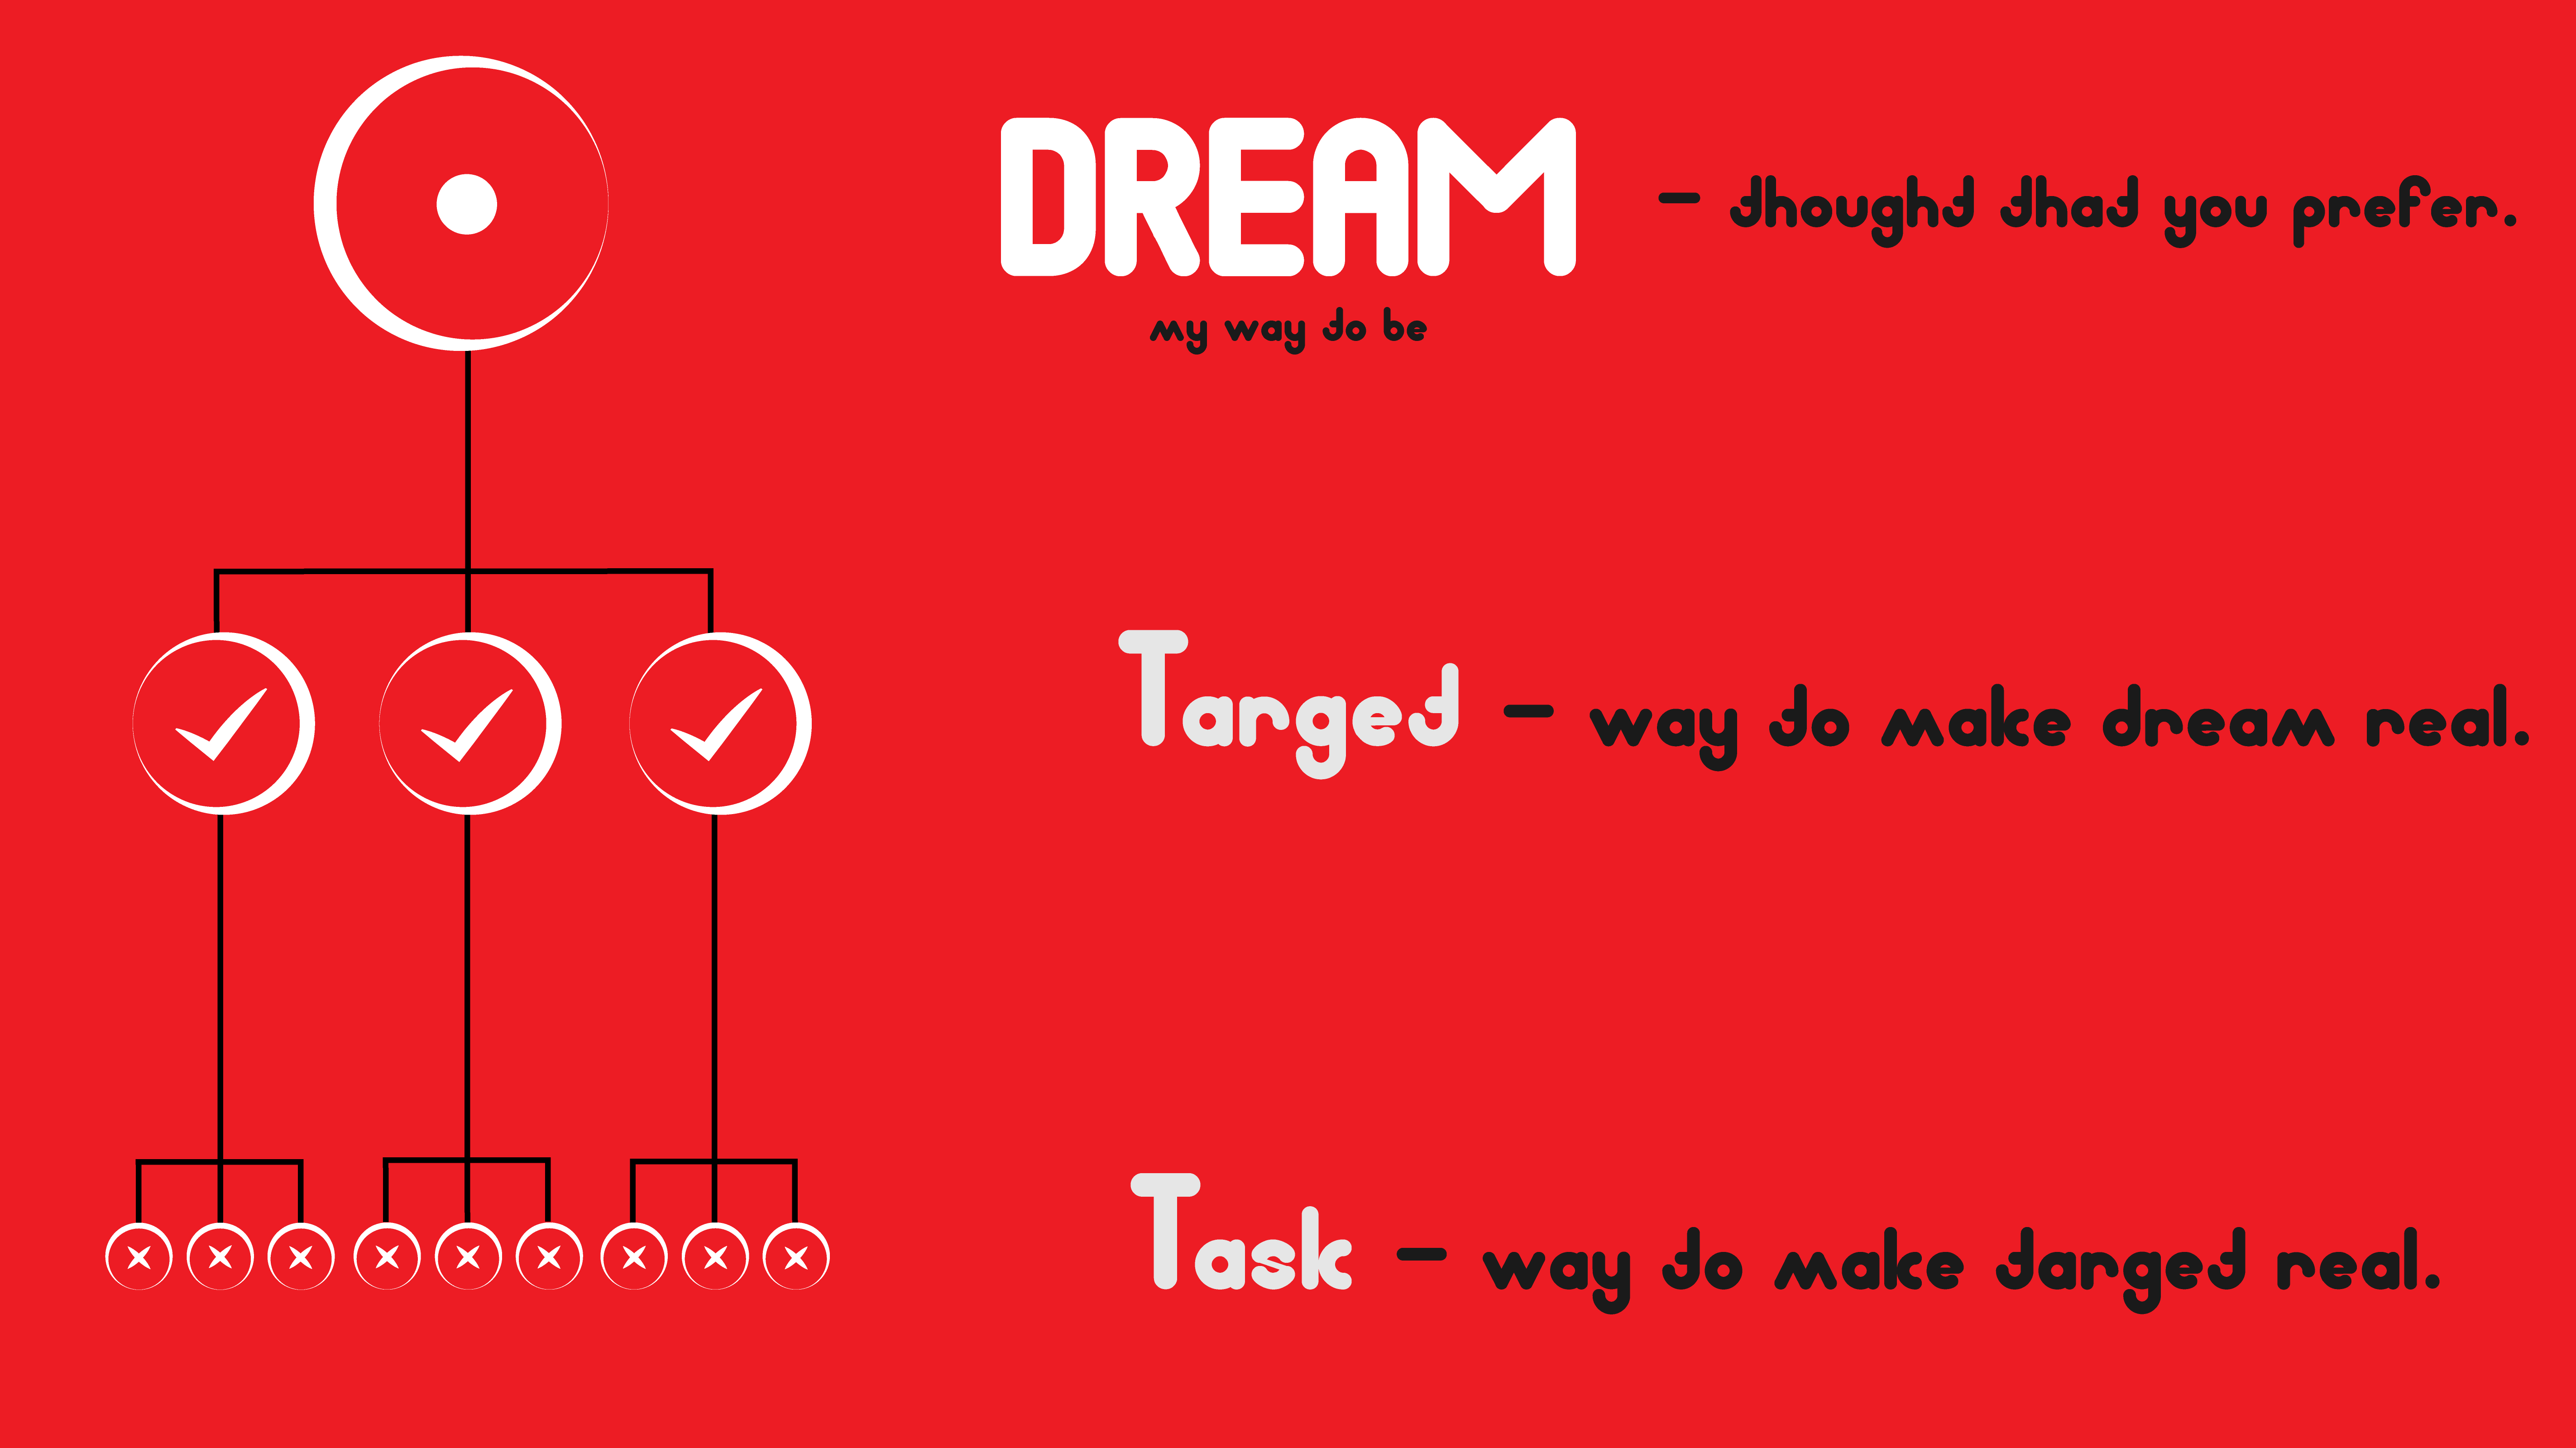 DREAM - thought that you prefer.
my way to be
Target - way to make dream real.
Task - way to make target real.